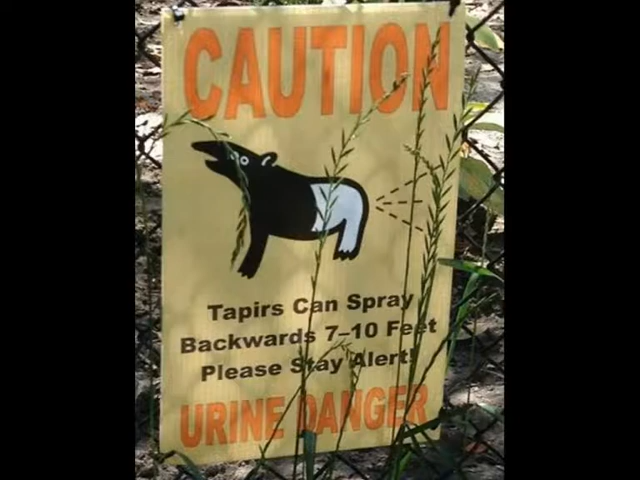 CAUTION
Tapirs Can Spray
Backwards 7–10 Feet
Please Stay Alert!
URINE DANGER